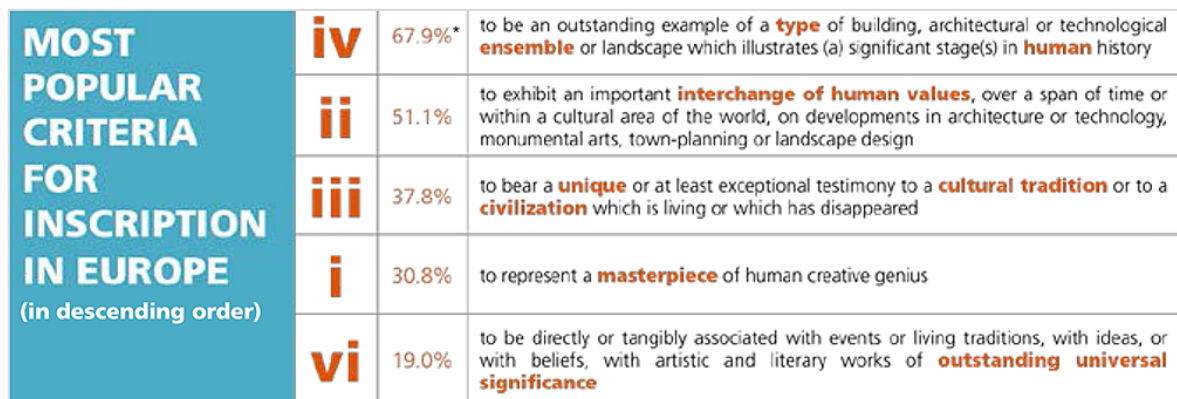 MOST
POPULAR
CRITERIA
FOR
INSCRIPTION
IN EUROPE
(in descending order)
iv
67.9%*
to be an outstanding example of a type of building, architectural or technological
ensemble or landscape which illustrates (a) significant stage(s) in human history
ii
51.1%
to exhibit an important interchange of human values, over a span of time or
within a cultural area of the world, on developments in architecture or technology,
monumental arts, town-planning or landscape design
iii
37.8%
to bear a unique or at least exceptional testimony to a cultural tradition or to a
civilization which is living or which has disappeared
i
30.8%
to represent a masterpiece of human creative genius
vi
19.0%
to be directly or tangibly associated with events or living traditions, with ideas, or
with beliefs, with artistic and literary works of outstanding universal
significance